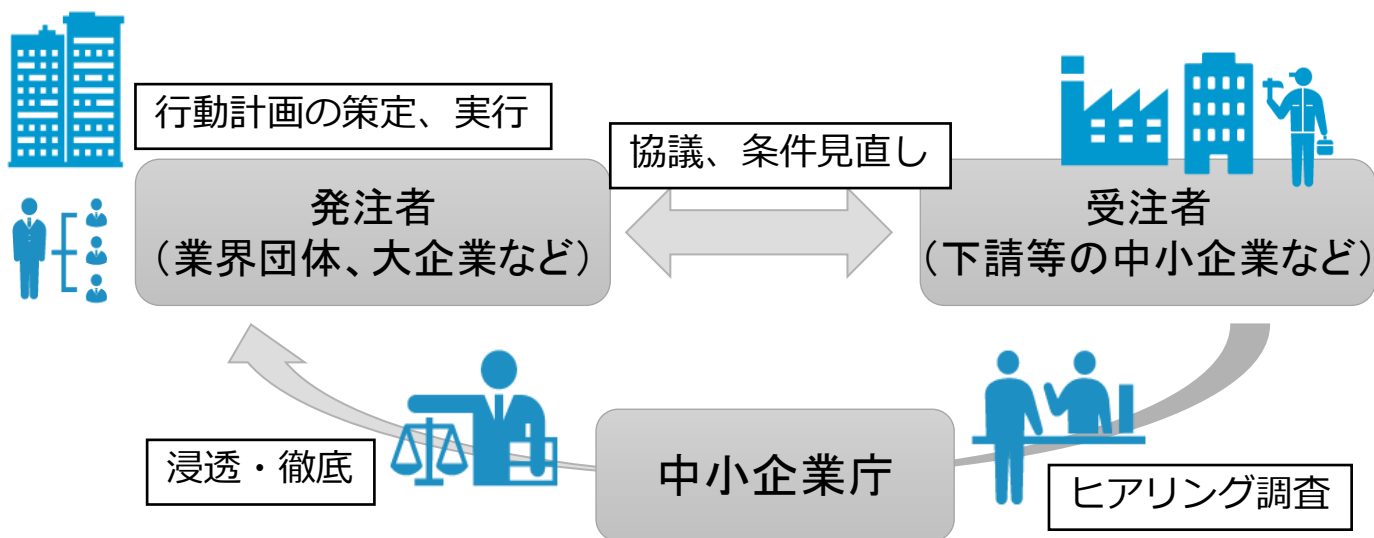 行動計画の策定、実行
協議、条件見直し
発注者
（業界団体、大企業など）
受注者
（下請等の中小企業など）
浸透・徹底
中小企業庁
ヒアリング調査